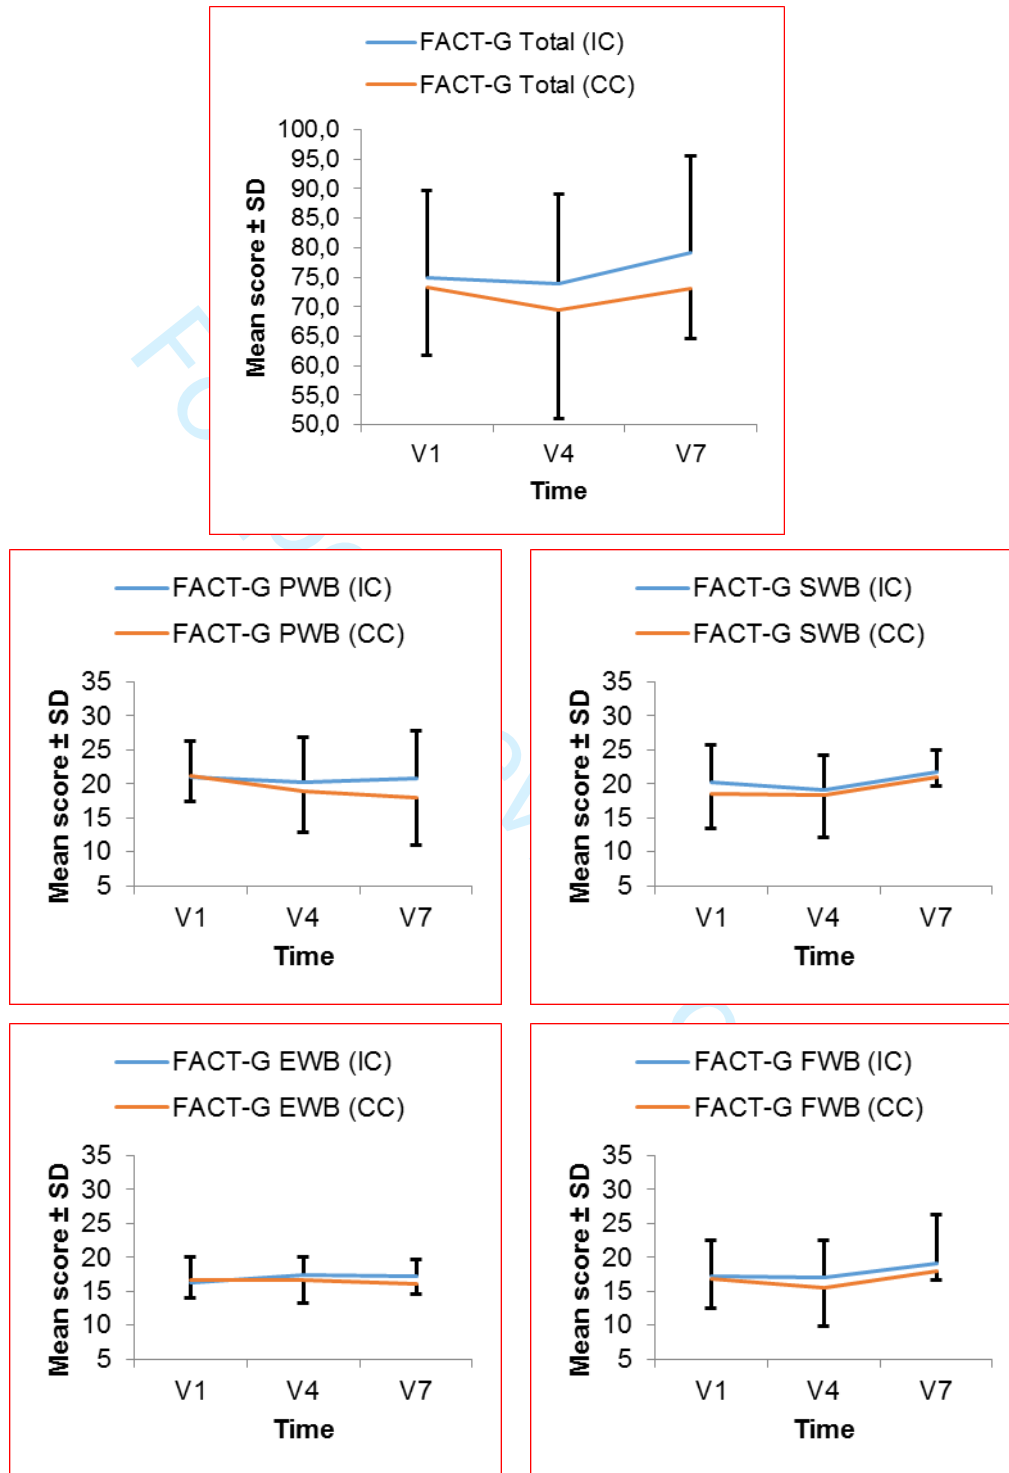 FACT-G Total (IC)
FACT-G Total (CC)
Mean score ± SD
100,0
95,0
90,0
85,0
80,0
75,0
70,0
65,0
60,0
55,0
50,0
V1 V4 V7
Time
FACT-G PWB (IC)
FACT-G PWB (CC)
Mean score ± SD
35
30
25
20
15
10
5
V1 V4 V7
Time
FACT-G SWB (IC)
FACT-G SWB (CC)
Mean score ± SD
35
30
25
20
15
10
5
V1 V4 V7
Time
FACT-G EWB (IC)
FACT-G EWB (CC)
Mean score ± SD
35
30
25
20
15
10
5
V1 V4 V7
Time
FACT-G FWB (IC)
FACT-G FWB (CC)
Mean score ± SD
35
30
25
20
15
10
5
V1 V4 V7
Time